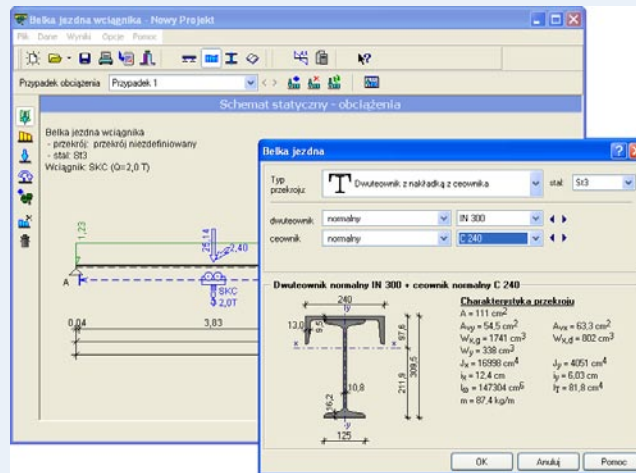 Belka jezdna wciągnika - Nowy Projekt
Plik Dane Wyniki Opcje Pomoc
Przypadek obciążenia Przypadek 1
Schemat statyczny - obciążenia
Belka jezdna wciągnika
- przekrój: przekrój niezdefiniowany
- stal: St3
Wciągnik: SKC (Q=2,0 T)
1,23
25,14
2,40
A
SKC
2,0T
0,04 3,83
Belka jezdna
Typ przekroju:
Dwuteownik z nakładką z ceownika
stal: St3
dwuteownik: normalny IN 300
ceownik: normalny C 240
Dwuteownik normalny IN 300 + ceownik normalny C 240
240
13,0
9,5
97,6
309,5
211,9
10,8
16,2
125
x x
y
y
Charakterystyka przekroju
A = 111 cm²
Avy = 54,5 cm² Avx = 63,3 cm²
Wx,g = 1741 cm³ Wx,d = 802 cm³
Wy = 338 cm³
Jx = 16998 cm⁴ Jy = 4051 cm⁴
ix = 12,4 cm iy = 6,03 cm
Iω = 147304 cm⁶ IT = 81,8 cm⁴
m = 87,4 kg/m
OK Anuluj Pomoc